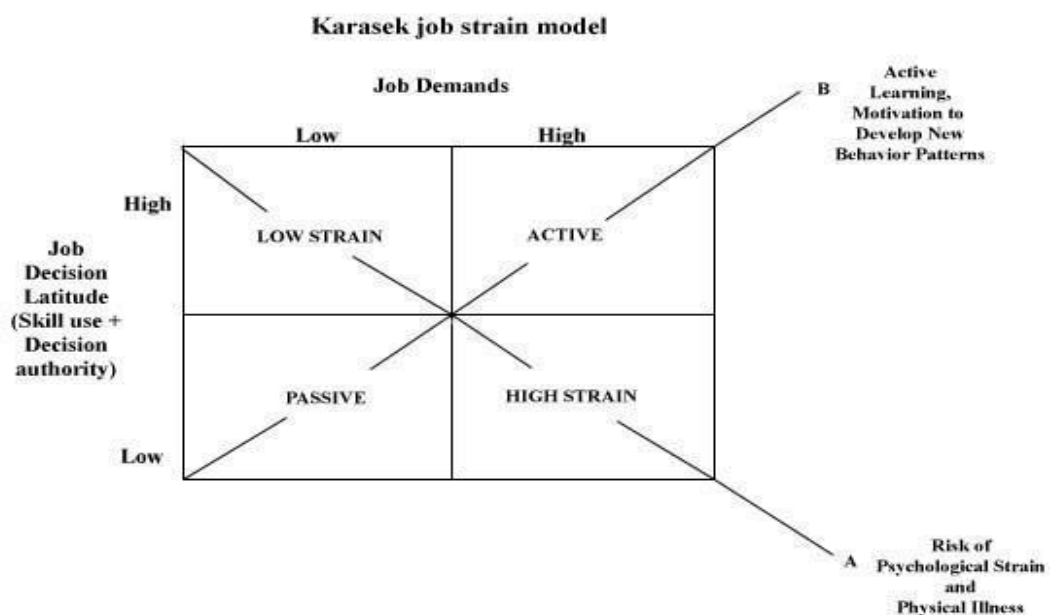 Karasek job strain model
Job Demands
Low
High
B
Active
Learning,
Motivation to
Develop New
Behavior Patterns
High
LOW STRAIN
ACTIVE
Job
Decision
Latitude
(Skill use +
Decision
authority)
PASSIVE
HIGH STRAIN
Low
A
Risk of
Psychological Strain
and
Physical Illness